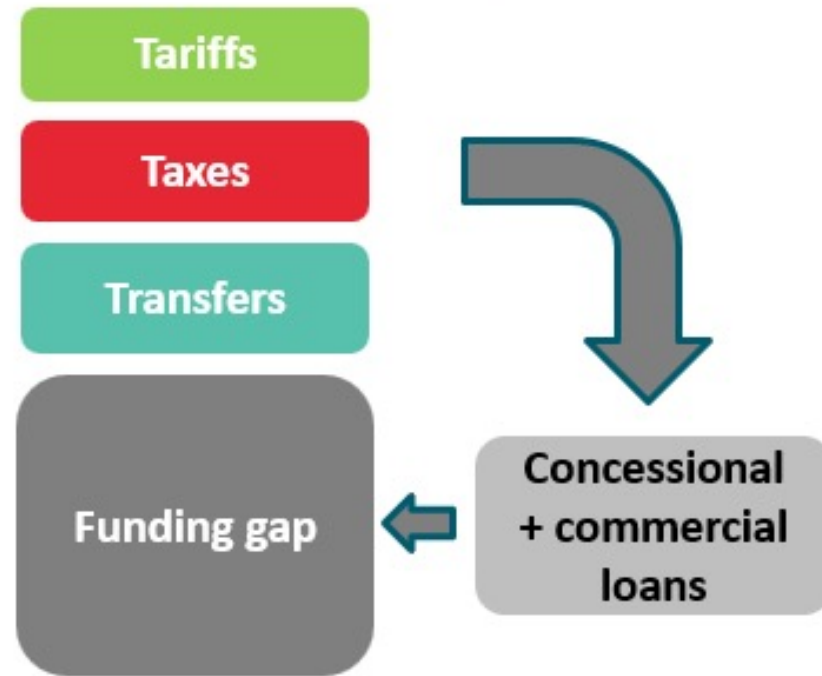 Tariffs
Taxes
Transfers
Funding gap
Concessional
+ commercial
loans